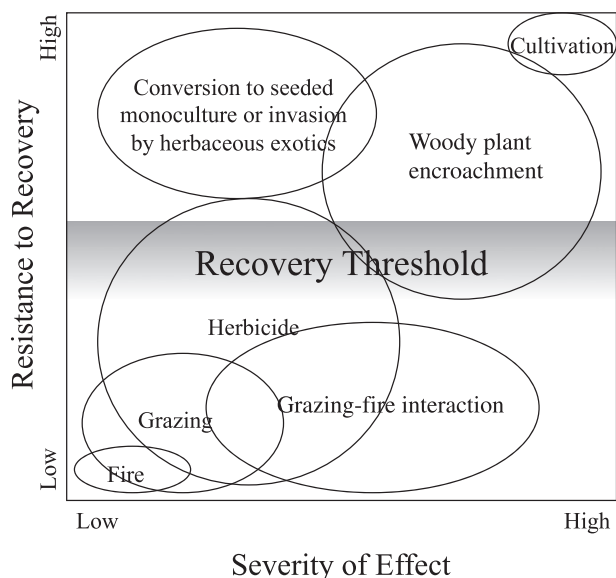 High
Cultivation
Conversion to seeded
monoculture or invasion
by herbaceous exotics
Woody plant
encroachment
Resistance to Recovery
Recovery Threshold
Herbicide
Grazing-fire interaction
Grazing
Fire
Low
Low
High
Severity of Effect